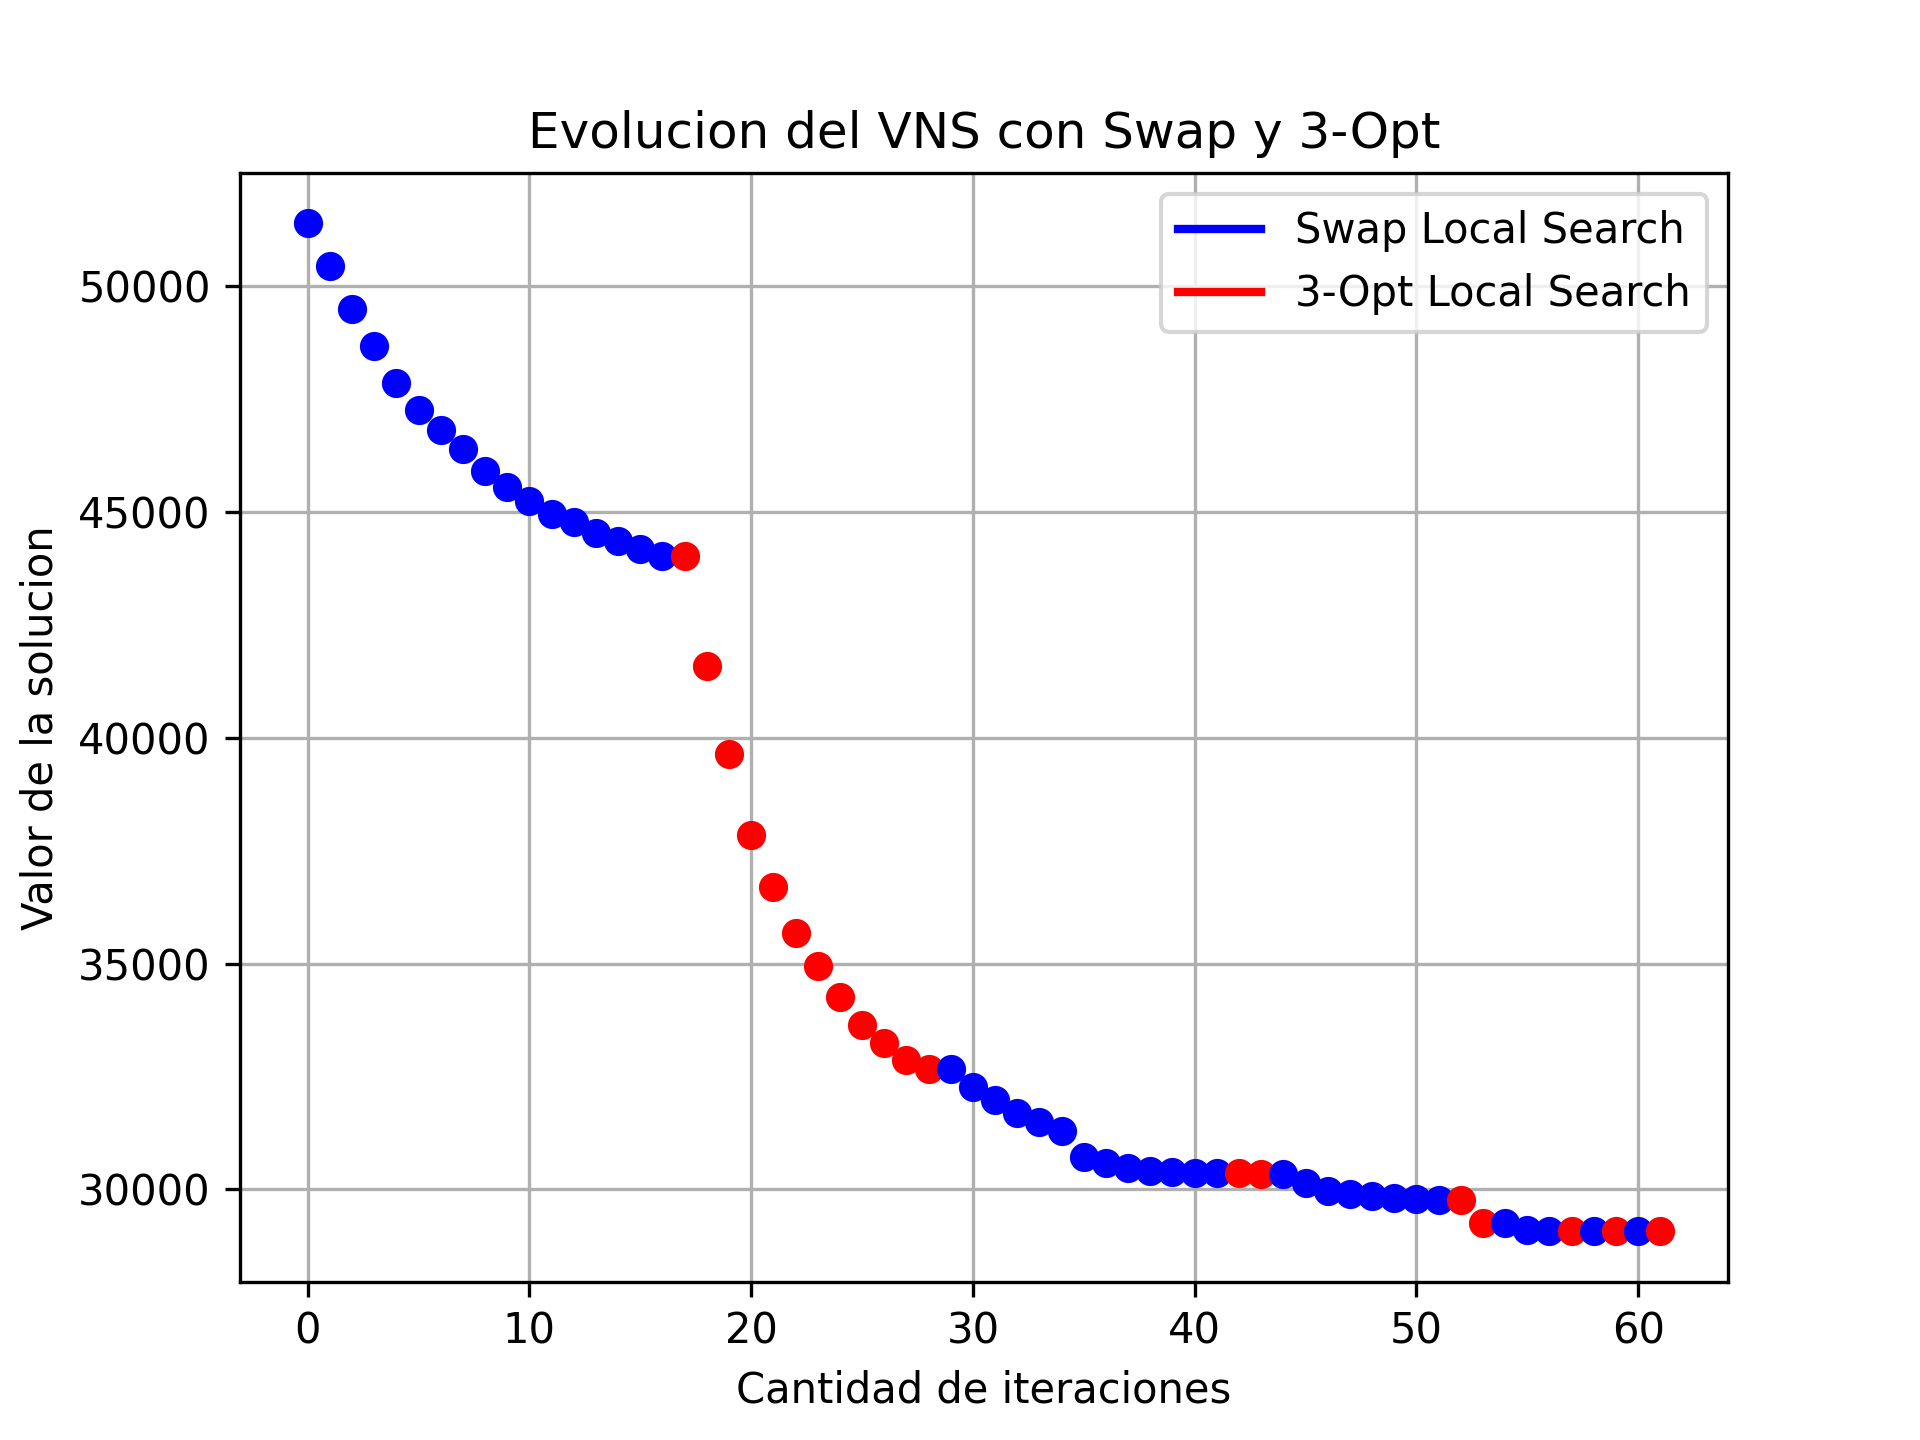 Evolucion del VNS con Swap y 3-Opt
Swap Local Search
3-Opt Local Search
Valor de la solucion
50000
45000
40000
35000
30000
0 10 20 30 40 50 60
Cantidad de iteraciones